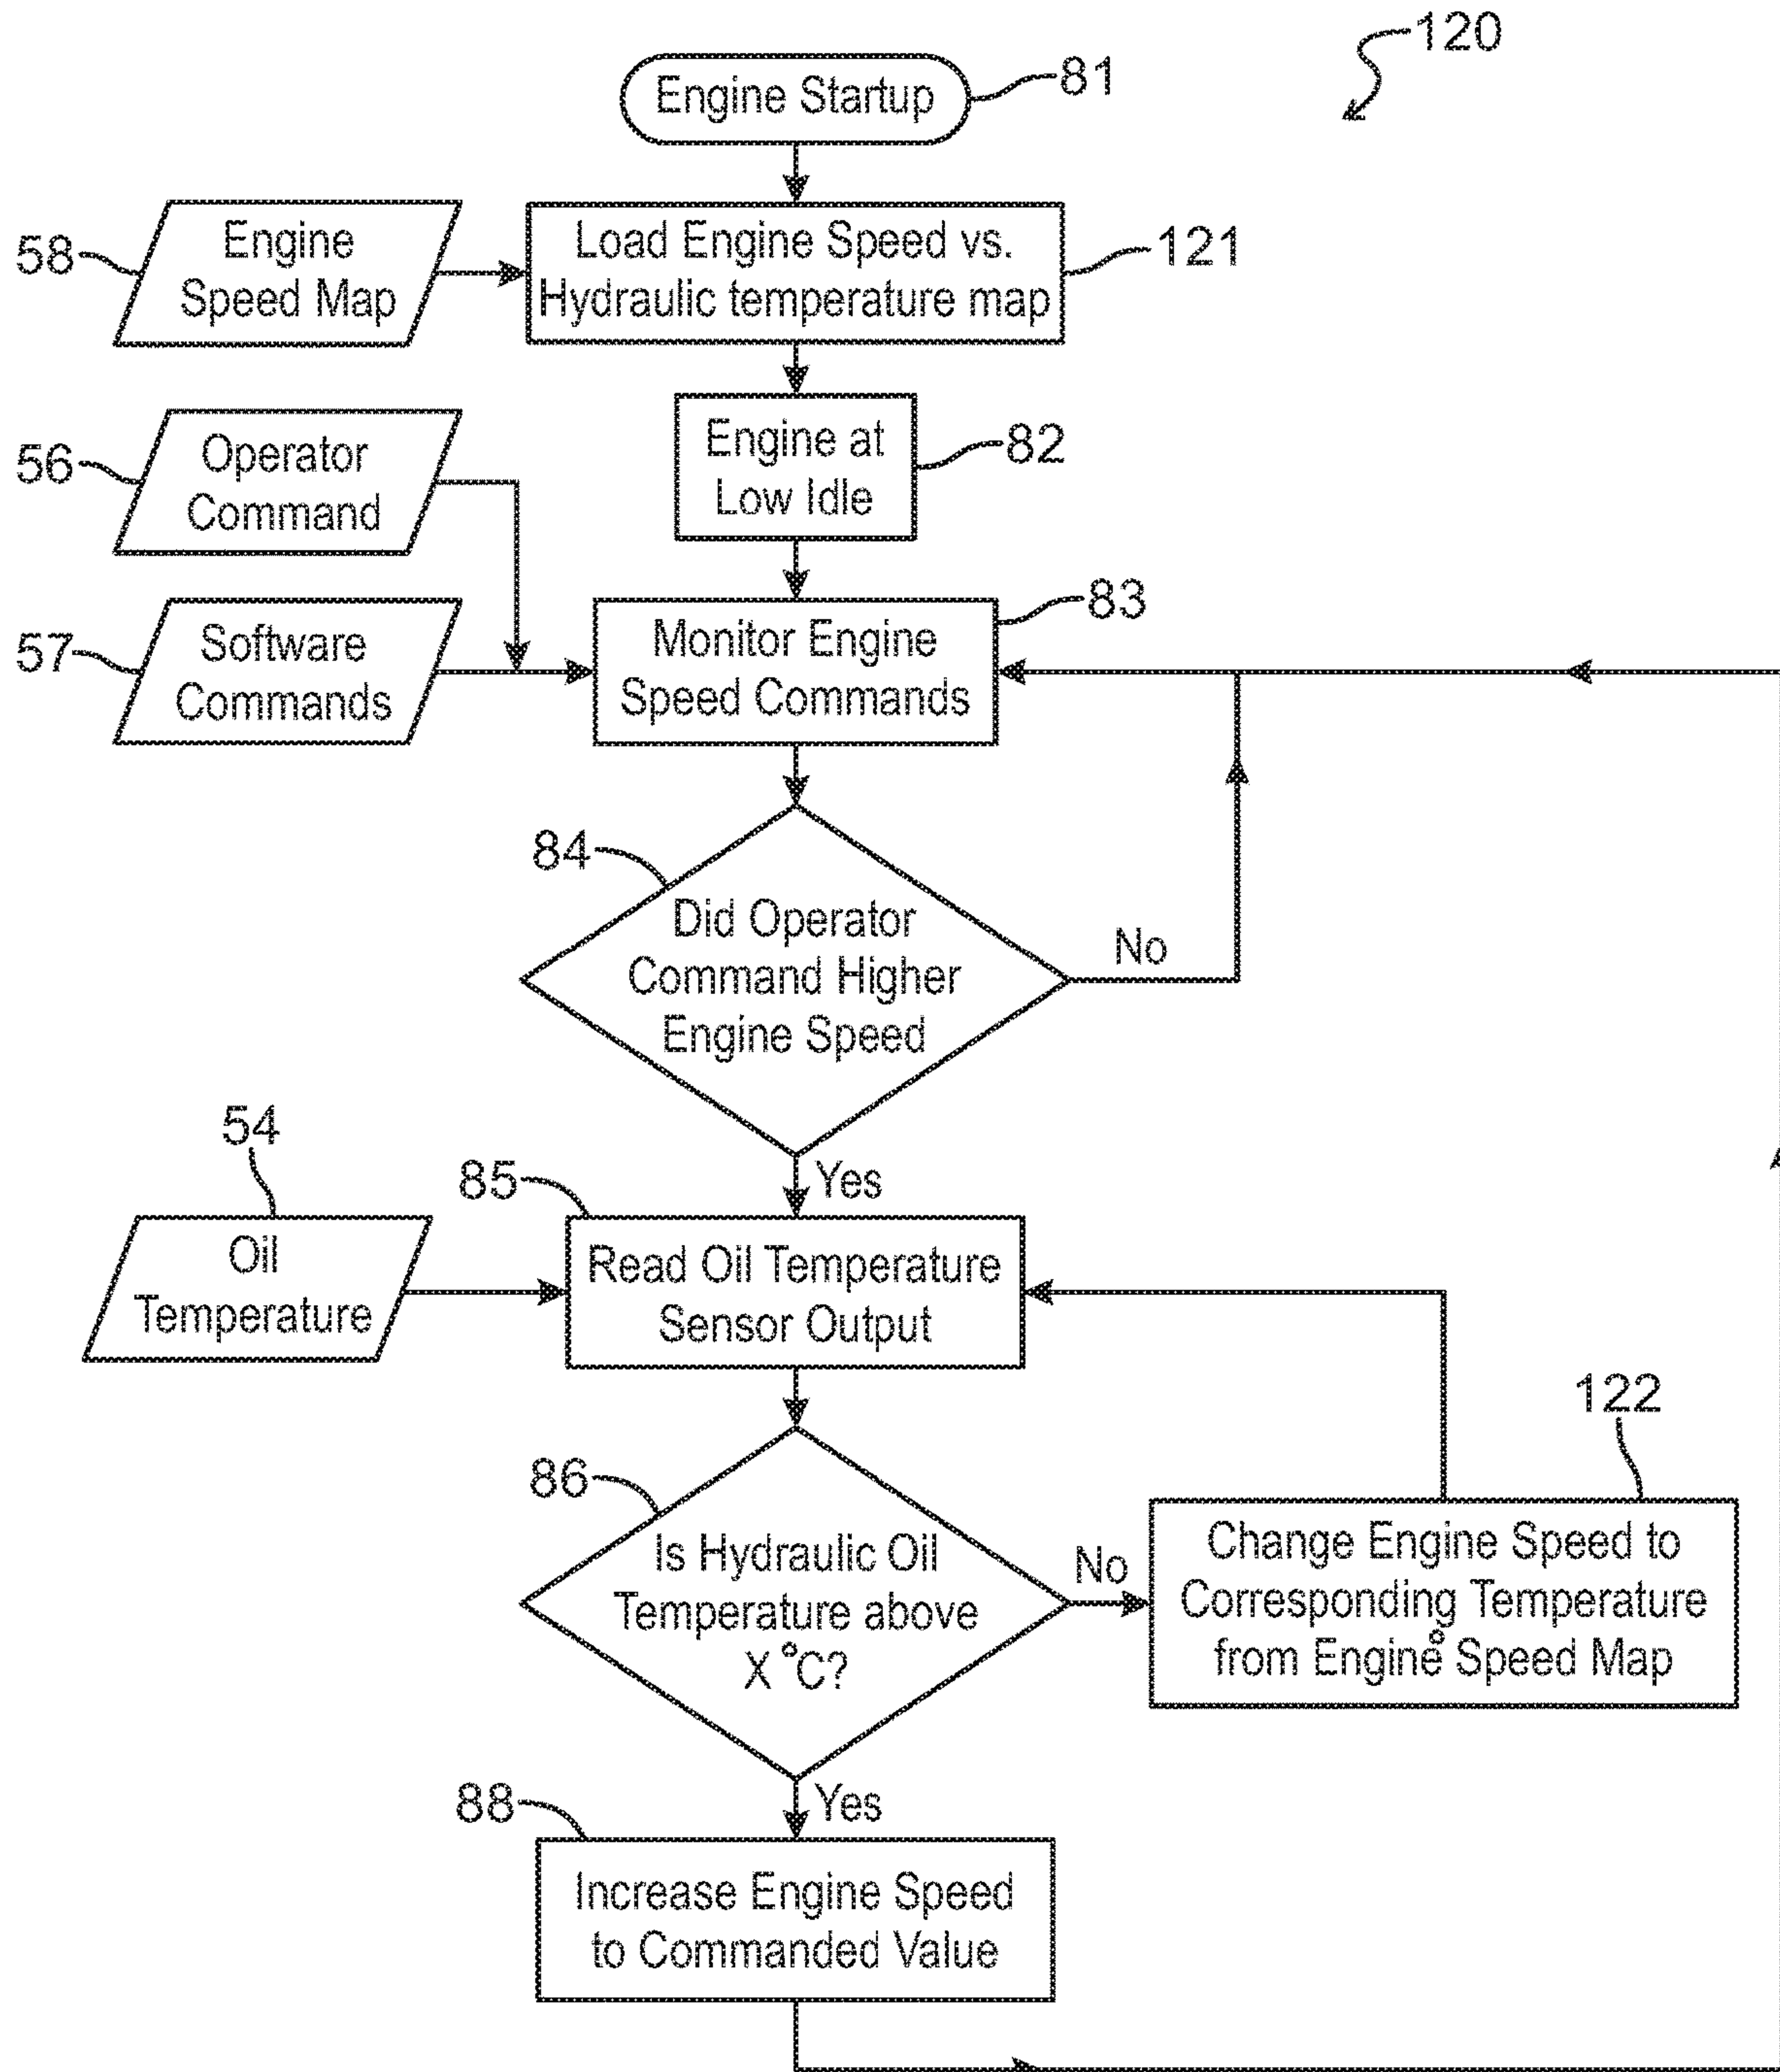 120
Engine Startup
81
58
Engine
Speed Map
Load Engine Speed vs.
Hydraulic temperature map
121
56
Operator
Command
Engine at
Low Idle
82
57
Software
Commands
Monitor Engine
Speed Commands
83
84
Did Operator
Command Higher
Engine Speed
No
Yes
54
Oil
Temperature
85
Read Oil Temperature
Sensor Output
86
Is Hydraulic Oil
Temperature above
X °C?
No
122
Change Engine Speed to
Corresponding Temperature
from Engine° Speed Map
Yes
88
Increase Engine Speed
to Commanded Value